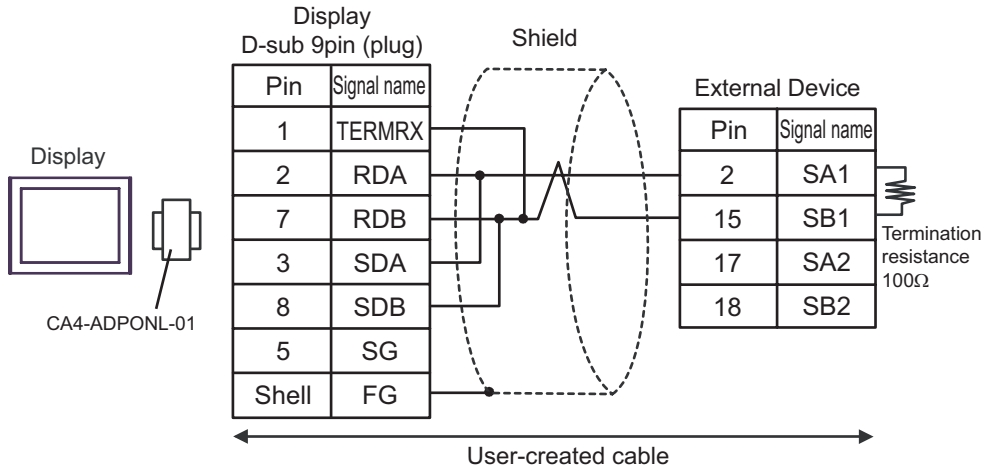 Display
D-sub 9pin (plug)
Shield
External Device
Pin Signal name
1 TERMRX
2 RDA
7 RDB
3 SDA
8 SDB
5 SG
Shell FG
Pin Signal name
2 SA1
15 SB1
17 SA2
18 SB2
Termination
resistance
100Ω
Display
CA4-ADPONL-01
User-created cable